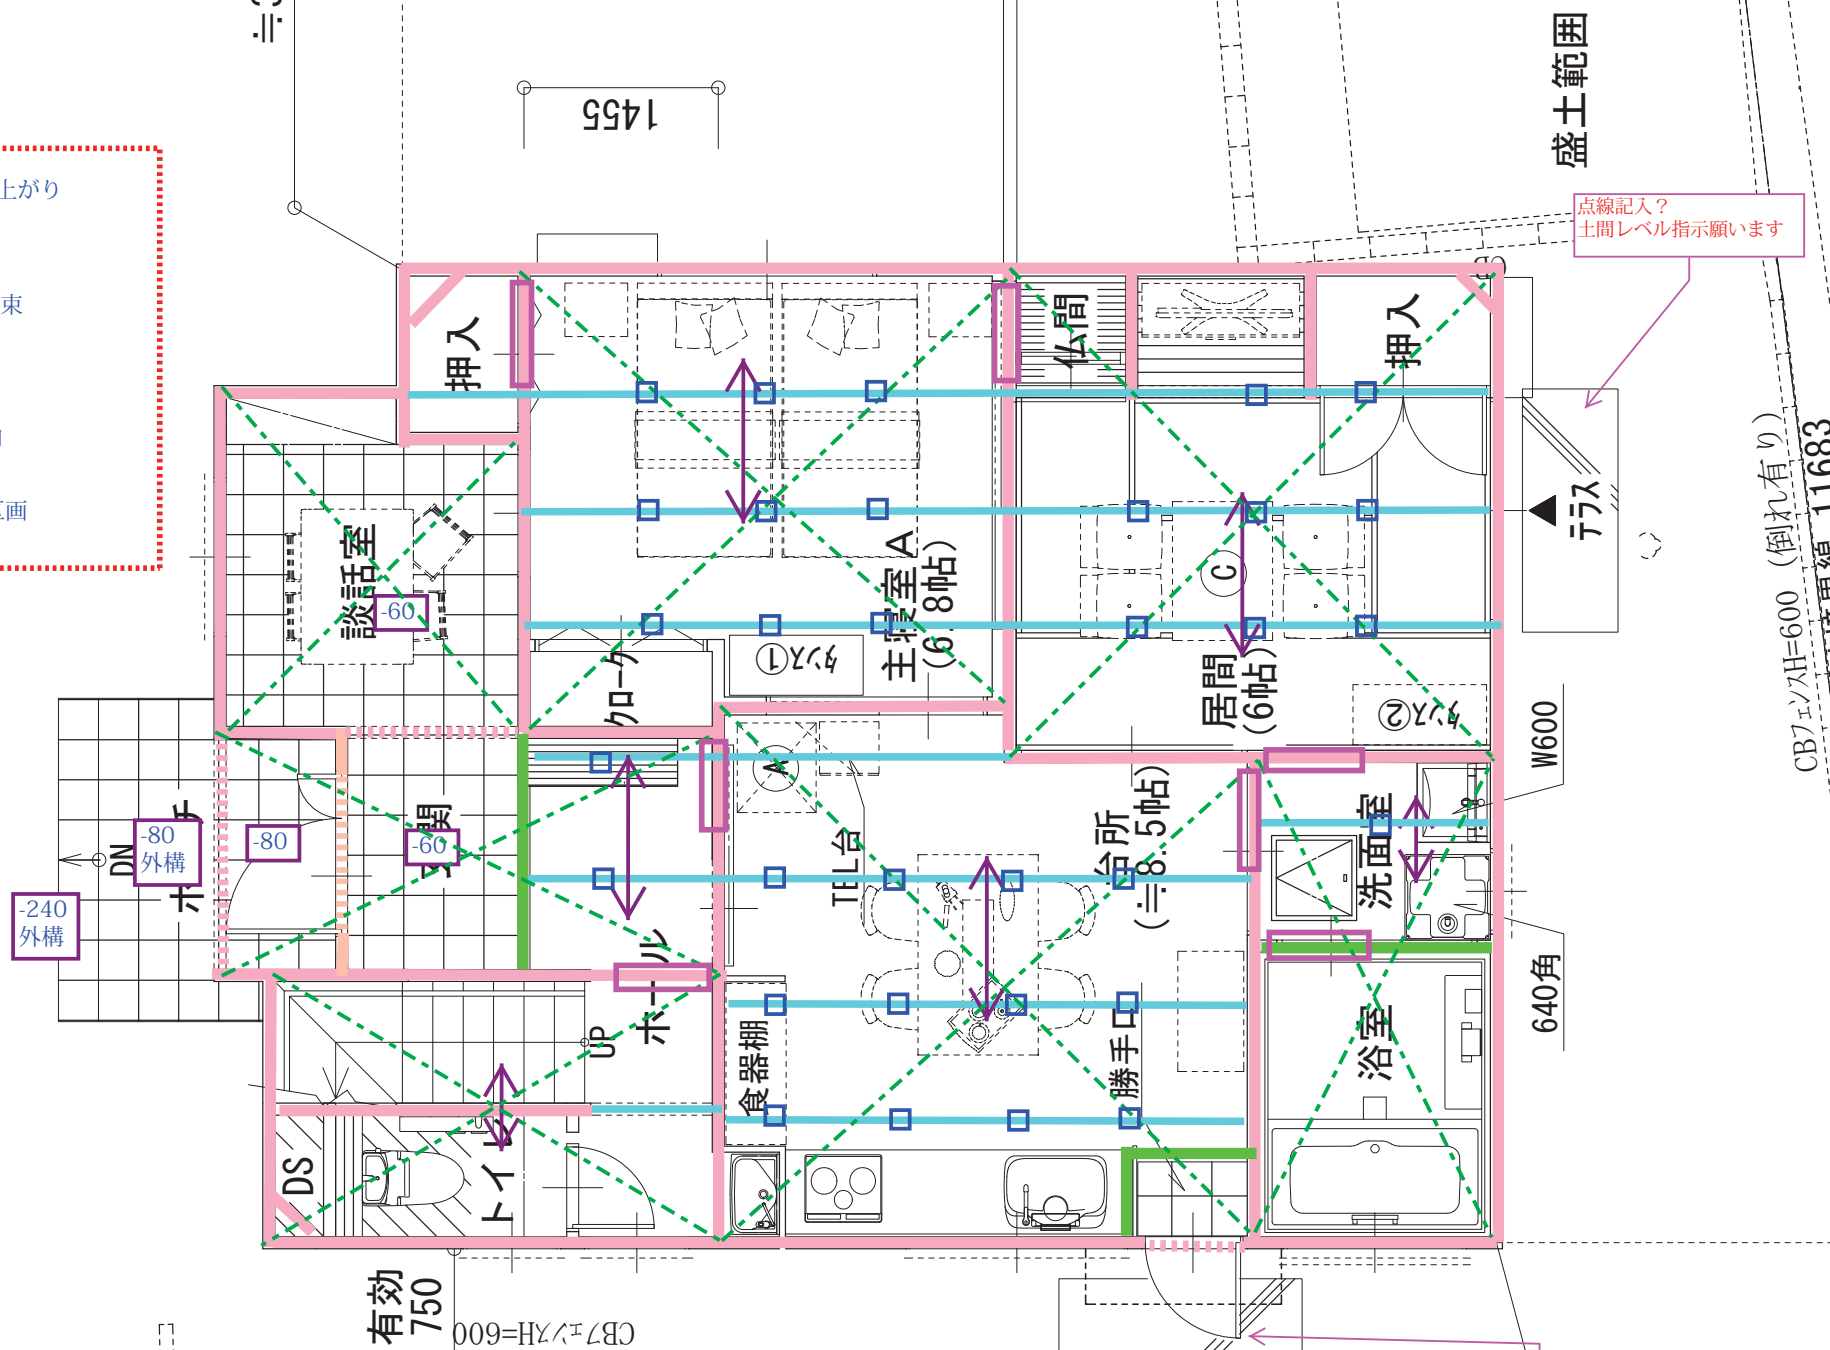 1455
盛土範囲
点線記入？
土間レベル指示願います
上がり
束
画
押入
仏間
押入
談話室
-60
主寝室A
(6.8帖)
クローク
タンス①
C
居間
(6帖)
タンス②
テラス
CBフェンスH=600 (倒れ有り)
11683
W600
DN
-80
外構
-80
-60
-240
外構
A
TEL台
台所
(≒8.5帖)
洗面室
640角
ホール
UP
食器棚
勝手口
浴室
DS
トイレ
有効
750
CBフェンスH=600